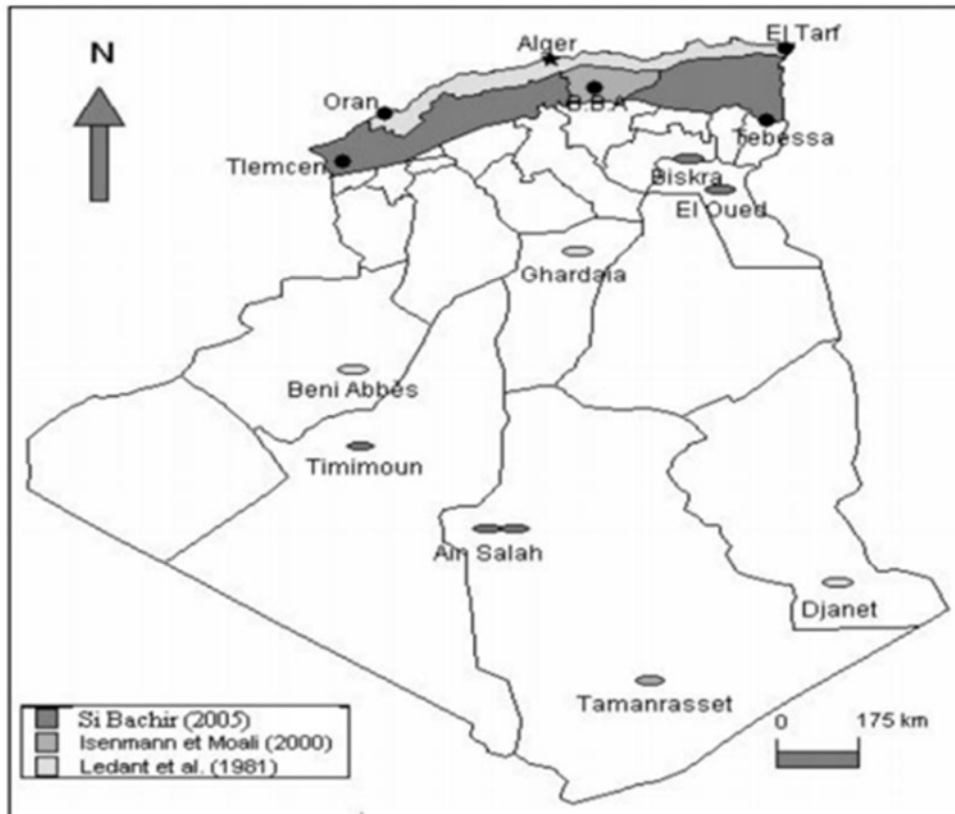 N
El Tarf
Alger
Oran
B.B.A
Tebessa
Tlemcen
Biskra
El Oued
Ghardaia
Beni Abbès
Timimoun
Ain Salah
Djanet
Tamanrasset
Si Bachir (2005)
Isenmann et Moali (2000)
Ledant et al. (1981)
0 175 km